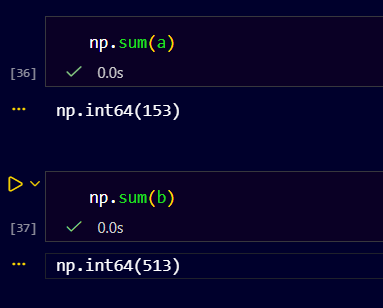 np.sum(a)
[36]
0.0s
... np.int64(153)
np.sum(b)
[37]
0.0s
... np.int64(513)